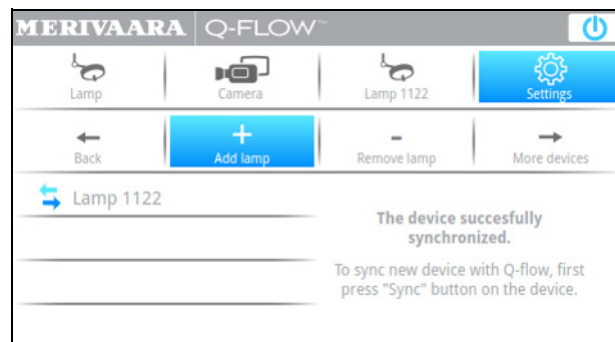 MERIVAARA Q-FLOW™
Lamp Camera Lamp 1122 Settings
Back Add lamp Remove lamp More devices
Lamp 1122
The device succesfully
synchronized.
To sync new device with Q-flow, first
press "Sync" button on the device.